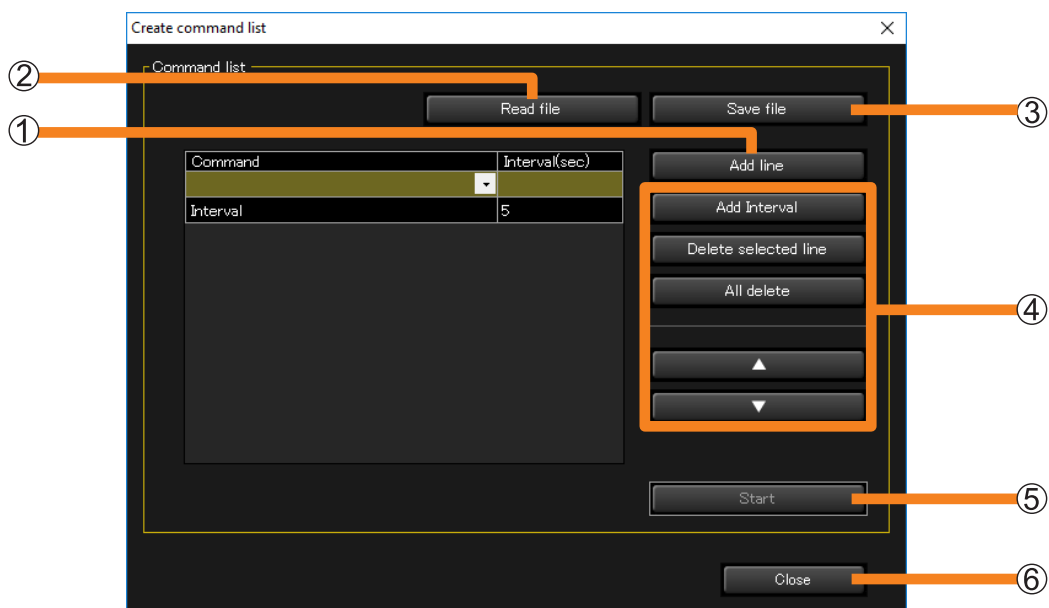 Create command list
Command list
②
Read file
Save file
③
①
Command Interval(sec)
Add line
Interval 5
Add Interval
Delete selected line
All delete
④
▲
▼
Start
⑤
Close
⑥